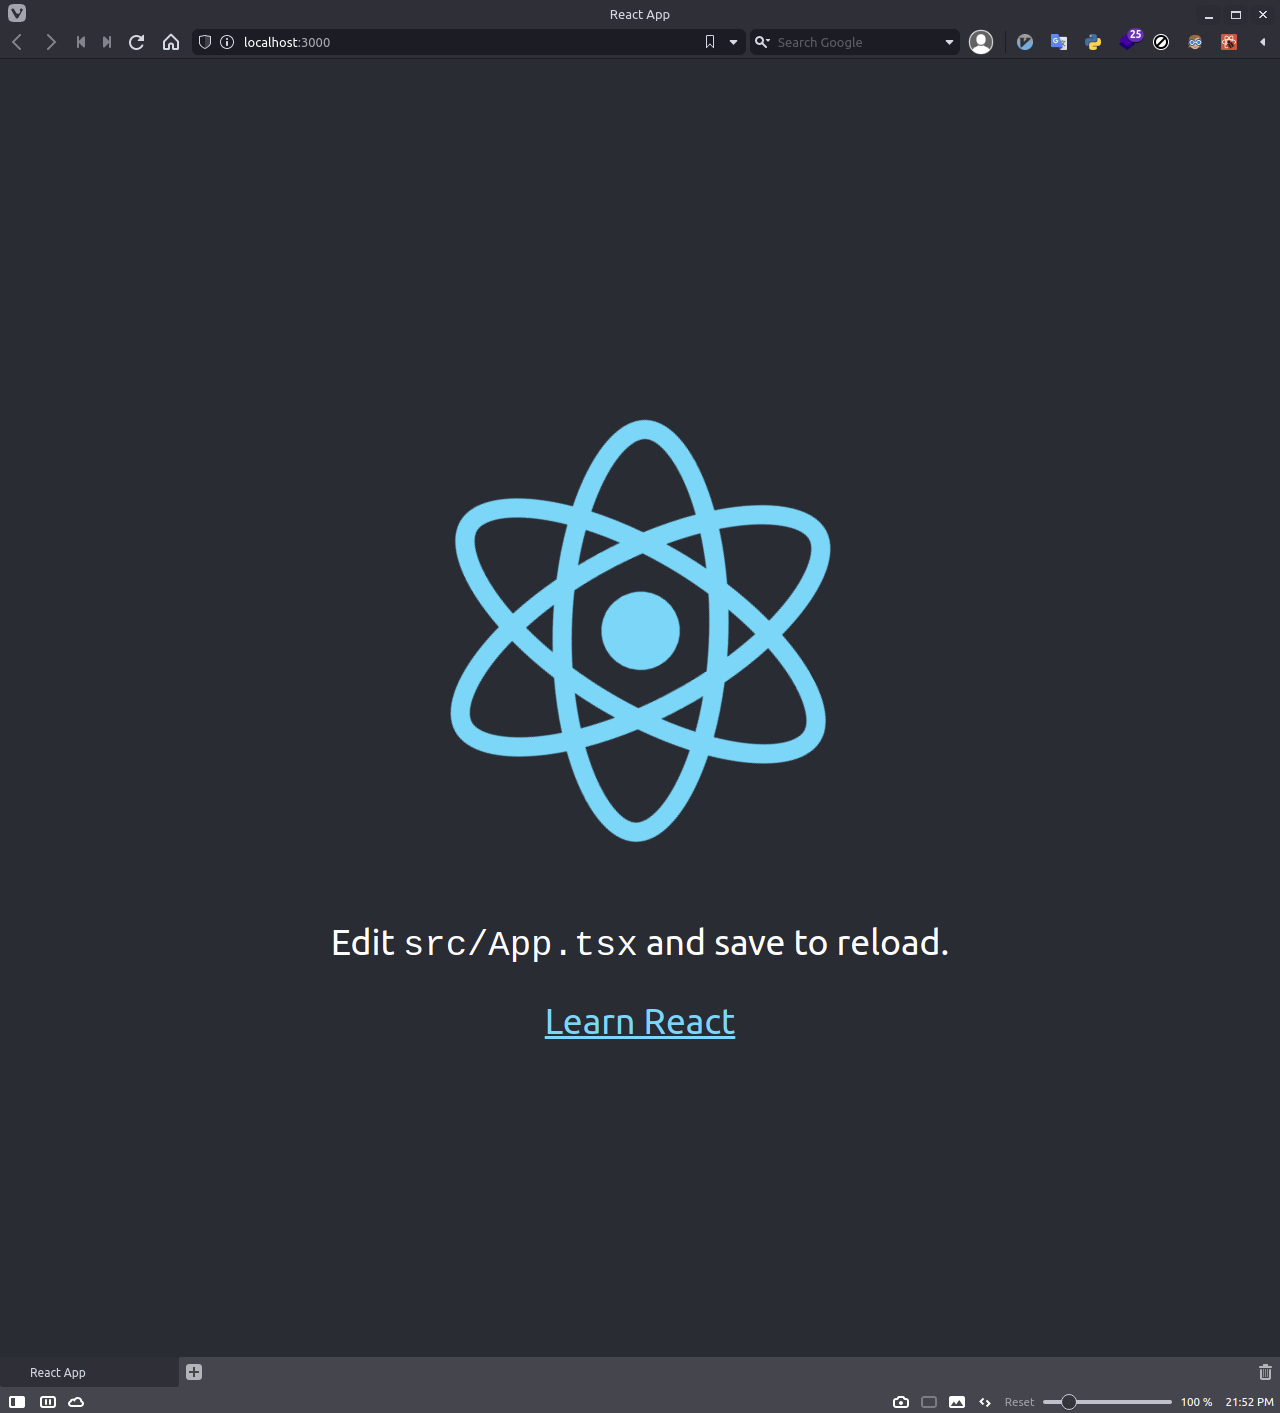 React App
localhost:3000
Search Google
25
Edit src/App.tsx and save to reload.
Learn React
React App
Reset
100 %
21:52 PM